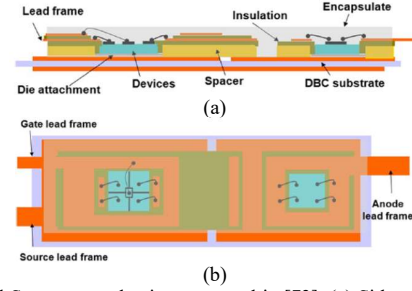 Lead frame
Insulation
Encapsulate
Die attachment
Devices
Spacer
DBC substrate
(a)
Gate lead frame
Source lead frame
Anode
lead frame
(b)